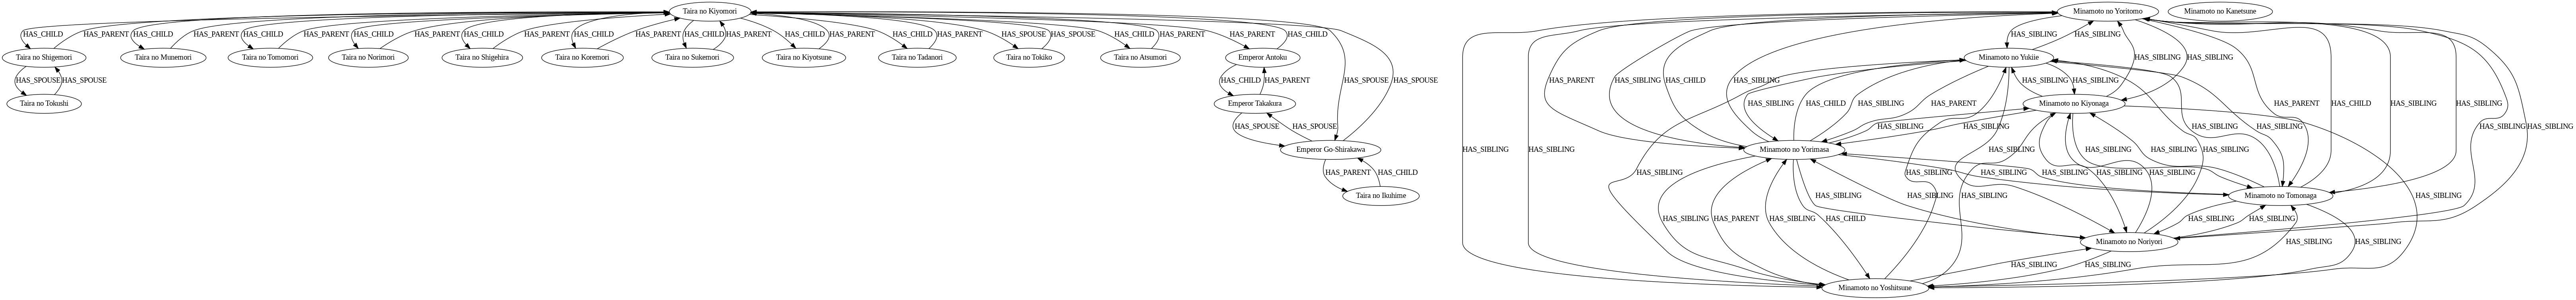 Taira no Kiyomori
Minamoto no Yoritomo
Minamoto no Kanetsune
HAS_CHILD HAS_PARENT HAS_CHILD HAS_PARENT HAS_CHILD HAS_PARENT HAS_CHILD HAS_PARENT HAS_CHILD HAS_PARENT HAS_CHILD HAS_PARENT HAS_CHILD HAS_PARENT HAS_CHILD HAS_PARENT HAS_CHILD HAS_PARENT HAS_SPOUSE HAS_SPOUSE HAS_CHILD HAS_PARENT HAS_PARENT HAS_CHILD HAS_SIBLING HAS_SIBLING
Taira no Shigemori Taira no Munemori Taira no Tomomori Taira no Norimori Taira no Shigehira Taira no Koremori Taira no Sukemori Taira no Kiyotsune Taira no Tadanori Taira no Tokiko Taira no Atsumori Emperor Antoku Minamoto no Yukiie
HAS_SPOUSE HAS_SPOUSE HAS_CHILD HAS_PARENT HAS_SPOUSE HAS_SPOUSE HAS_PARENT HAS_SIBLING HAS_CHILD HAS_SIBLING HAS_SIBLING HAS_SIBLING HAS_SIBLING
Taira no Tokushi Emperor Takakura Minamoto no Kiyonaga
HAS_SIBLING HAS_CHILD HAS_SIBLING HAS_PARENT HAS_PARENT HAS_CHILD HAS_SIBLING HAS_SIBLING
HAS_SPOUSE HAS_SPOUSE HAS_SIBLING HAS_SIBLING HAS_SIBLING HAS_SIBLING HAS_SIBLING HAS_SIBLING
Emperor Go-Shirakawa HAS_SIBLING HAS_SIBLING Minamoto no Yorimasa HAS_SIBLING HAS_SIBLING HAS_SIBLING HAS_SIBLING
HAS_PARENT HAS_CHILD HAS_SIBLING HAS_SIBLING HAS_SIBLING HAS_SIBLING HAS_SIBLING
Taira no Ikuhime HAS_SIBLING HAS_SIBLING HAS_SIBLING HAS_SIBLING Minamoto no Tomonaga
HAS_SIBLING HAS_PARENT HAS_SIBLING HAS_CHILD HAS_SIBLING HAS_SIBLING
Minamoto no Noriyori HAS_SIBLING HAS_SIBLING
HAS_SIBLING HAS_SIBLING
Minamoto no Yoshitsune